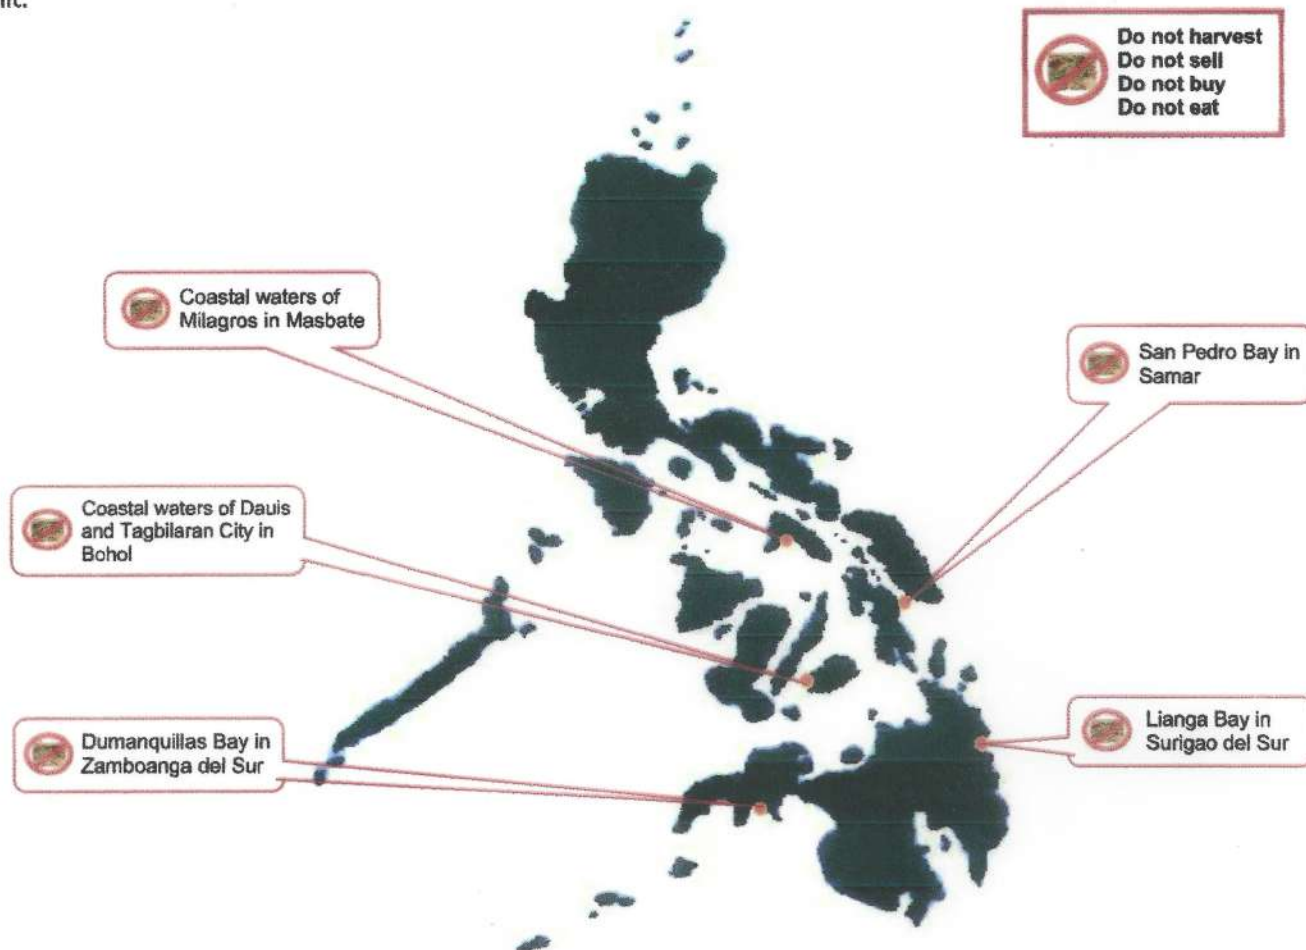 Do not harvest
Do not sell
Do not buy
Do not eat
Coastal waters of
Milagros in Masbate
San Pedro Bay in
Samar
Coastal waters of Dauis
and Tagbilaran City in
Bohol
Lianga Bay in
Surigao del Sur
Dumanquillas Bay in
Zamboanga del Sur